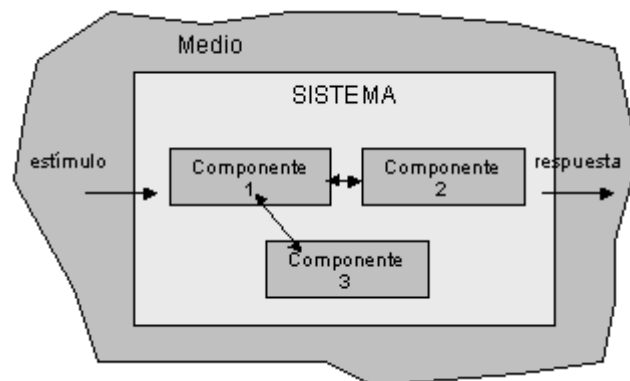 Medio
SISTEMA
estímulo
Componente
1
Componente
2
respuesta
Componente
3